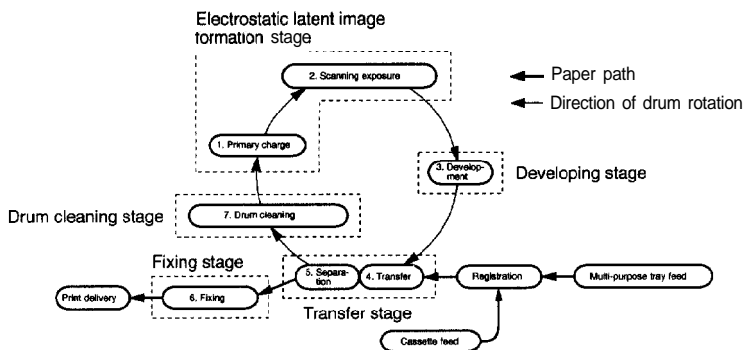 Electrostatic latent image
formation stage
2. Scanning exposure
Paper path
Direction of drum rotation
1. Primary charge
3. Develop-
ment
Developing stage
7. Drum cleaning
Drum cleaning stage
Fixing stage
5. Separa-
tion
4. Transfer
Registration
Multi-purpose tray feed
Print delivery
6. Fixing
Transfer stage
Cassette feed